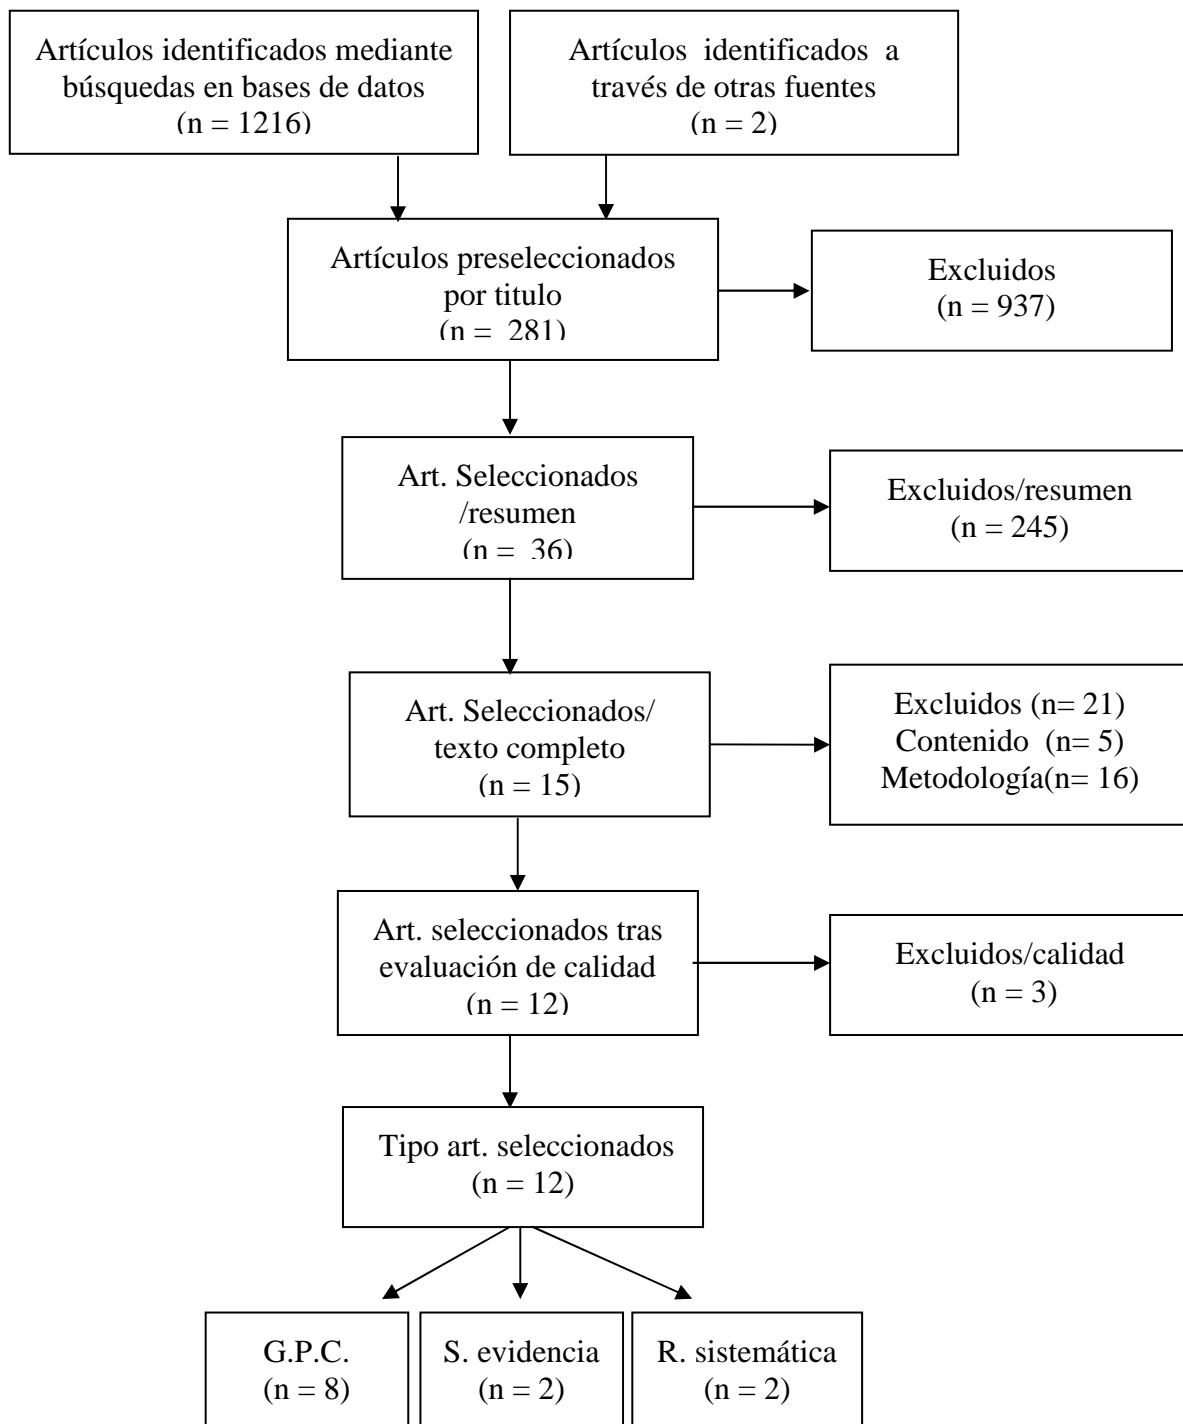 Artículos identificados mediante
búsquedas en bases de datos
(n = 1216)
Artículos identificados a
través de otras fuentes
(n = 2)
Artículos preseleccionados
por titulo
(n = 281)
Excluidos
(n = 937)
Art. Seleccionados
/resumen
(n = 36)
Excluidos/resumen
(n = 245)
Art. Seleccionados/
texto completo
(n = 15)
Excluidos (n= 21)
Contenido (n= 5)
Metodología(n= 16)
Art. seleccionados tras
evaluación de calidad
(n = 12)
Excluidos/calidad
(n = 3)
Tipo art. seleccionados
(n = 12)
G.P.C.
(n = 8)
S. evidencia
(n = 2)
R. sistemática
(n = 2)